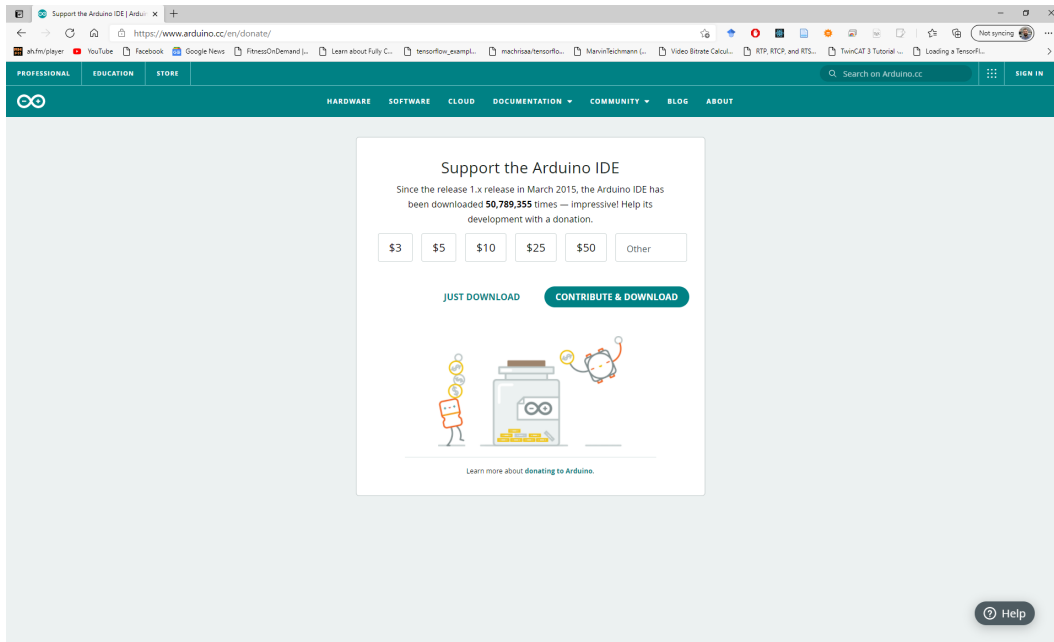 Support the Arduino IDE | Ardui
https://www.arduino.cc/en/donate/
Not syncing
ah.fm/player YouTube Facebook Google News FitnessOnDemand (... Learn about Fully C... tensorflow_exampl... machrisaa/tensorflo... MarvinTeichmann (... Video Bitrate Calcul... RTP, RTCP, and RTS... TwinCAT 3 Tutorial -... Loading a TensorFl...
PROFESSIONAL EDUCATION STORE Search on Arduino.cc SIGN IN
HARDWARE SOFTWARE CLOUD DOCUMENTATION COMMUNITY BLOG ABOUT
Support the Arduino IDE
Since the release 1.x release in March 2015, the Arduino IDE has
been downloaded 50,789,355 times — impressive! Help its
development with a donation.
$3 $5 $10 $25 $50 Other
JUST DOWNLOAD CONTRIBUTE & DOWNLOAD
Learn more about donating to Arduino.
Help